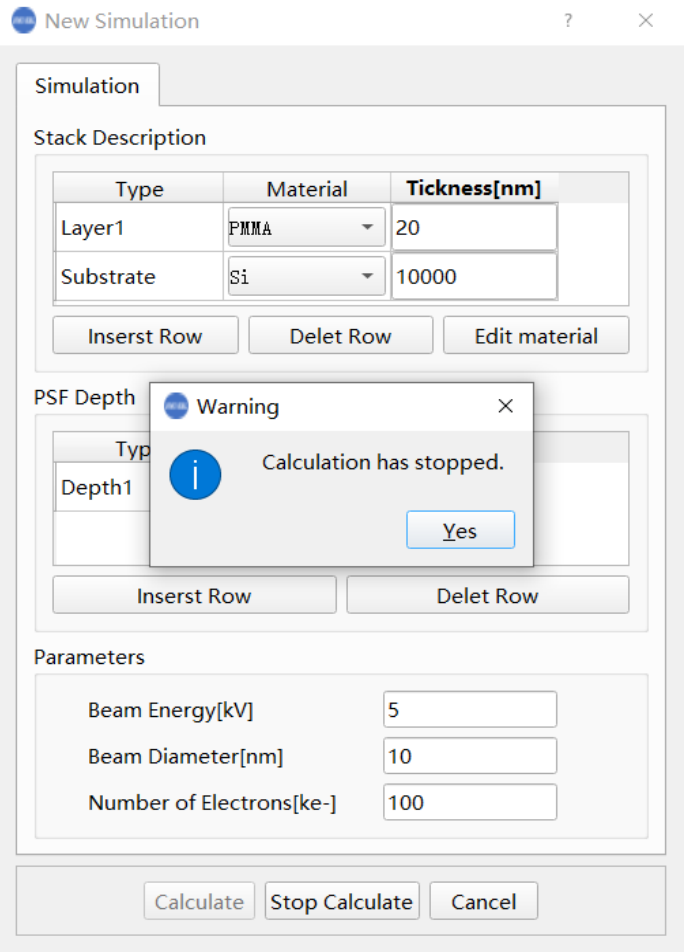 New Simulation
Simulation
Stack Description
Type Material Tickness[nm]
Layer1 PMMA 20
Substrate Si 10000
Inserst Row Delet Row Edit material
PSF Depth
Warning
Calculation has stopped.
Yes
Typ
Depth1
Inserst Row Delet Row
Parameters
Beam Energy[kV] 5
Beam Diameter[nm] 10
Number of Electrons[ke-] 100
Calculate Stop Calculate Cancel